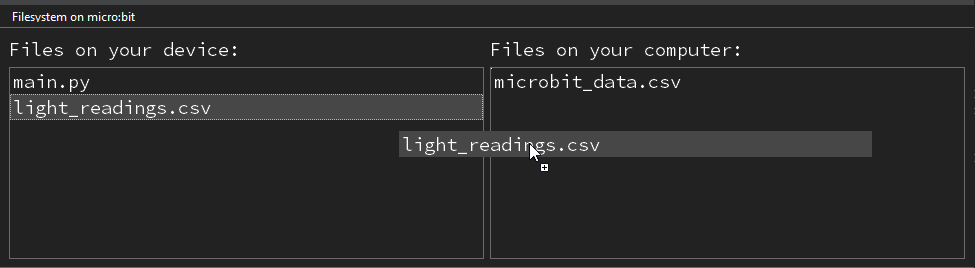 Filesystem on micro:bit
Files on your device:
main.py
light_readings.csv
Files on your computer:
microbit_data.csv
light_readings.csv